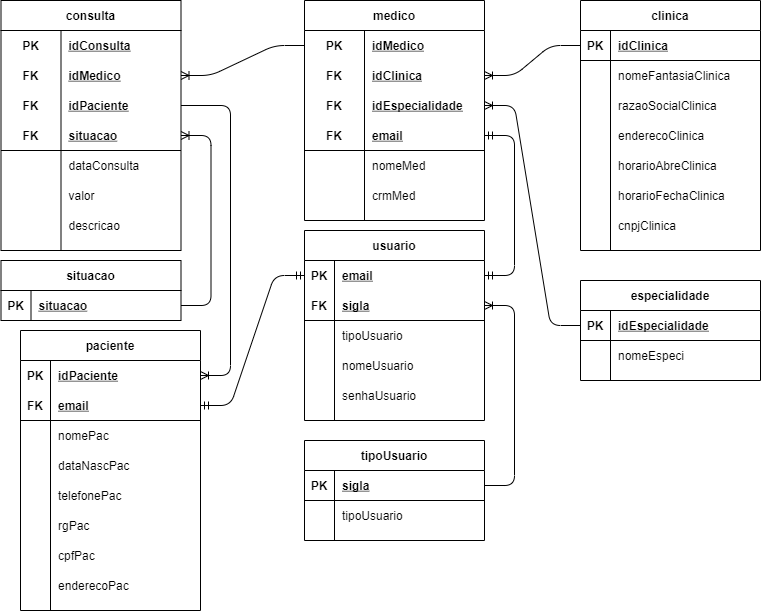 consulta
PK idConsulta
FK idMedico
FK idPaciente
FK situacao
dataConsulta
valor
descricao
situacao
PK situacao
paciente
PK idPaciente
FK email
nomePac
dataNascPac
telefonePac
rgPac
cpfPac
enderecoPac
medico
PK idMedico
FK idClinica
FK idEspecialidade
FK email
nomeMed
crmMed
usuario
PK email
FK sigla
tipoUsuario
nomeUsuario
senhaUsuario
tipoUsuario
PK sigla
tipoUsuario
clinica
PK idClinica
nomeFantasiaClinica
razaoSocialClinica
enderecoClinica
horarioAbreClinica
horarioFechaClinica
cnpjClinica
especialidade
PK idEspecialidade
nomeEspeci